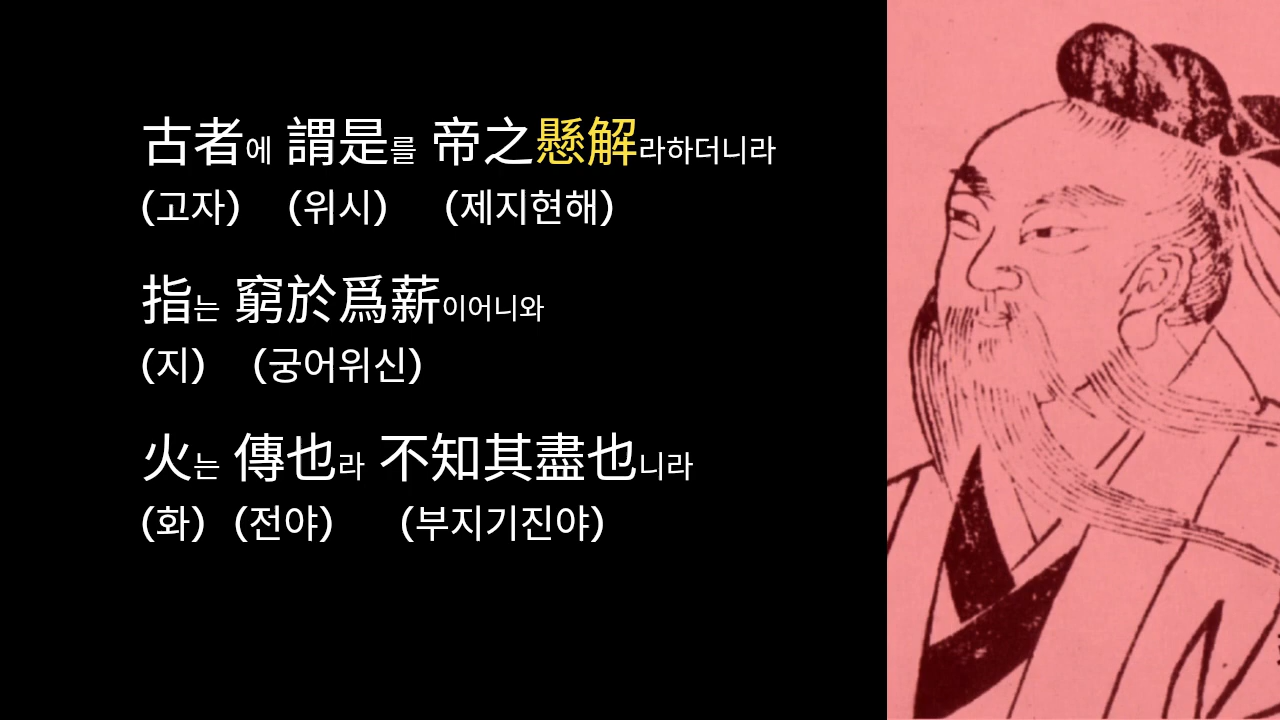 古者에 謂是를 帝之懸解라하더니라
(고자) (위시) (제지현해)
指는 窮於爲薪이어니와
(지) (궁어위신)
火는 傳也라 不知其盡也니라
(화) (전야) (부지기진야)